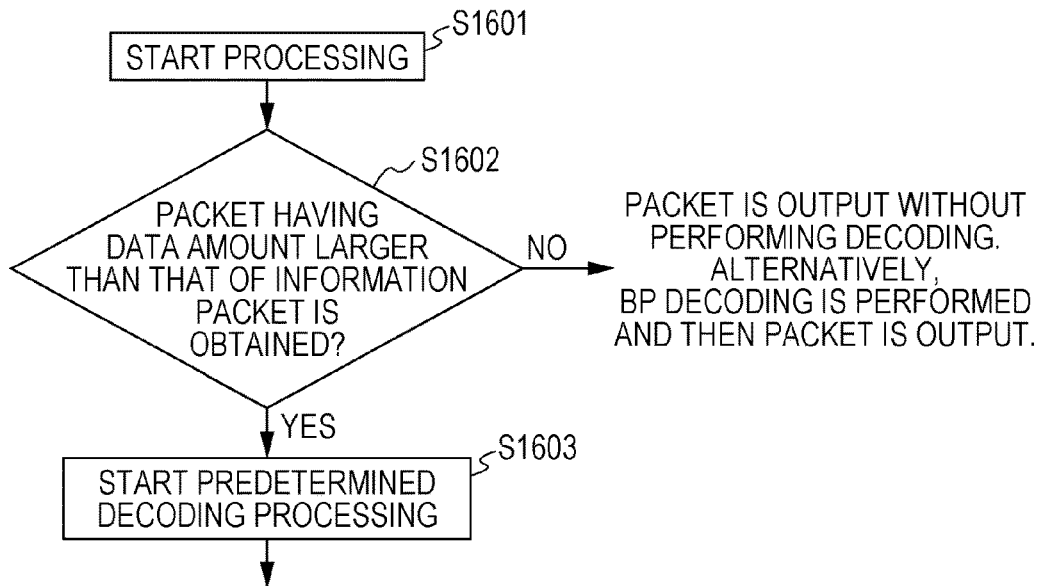 S1601
START PROCESSING
S1602
PACKET HAVING
DATA AMOUNT LARGER
THAN THAT OF INFORMATION
PACKET IS
OBTAINED?
NO
PACKET IS OUTPUT WITHOUT
PERFORMING DECODING.
ALTERNATIVELY,
BP DECODING IS PERFORMED
AND THEN PACKET IS OUTPUT.
YES
S1603
START PREDETERMINED
DECODING PROCESSING